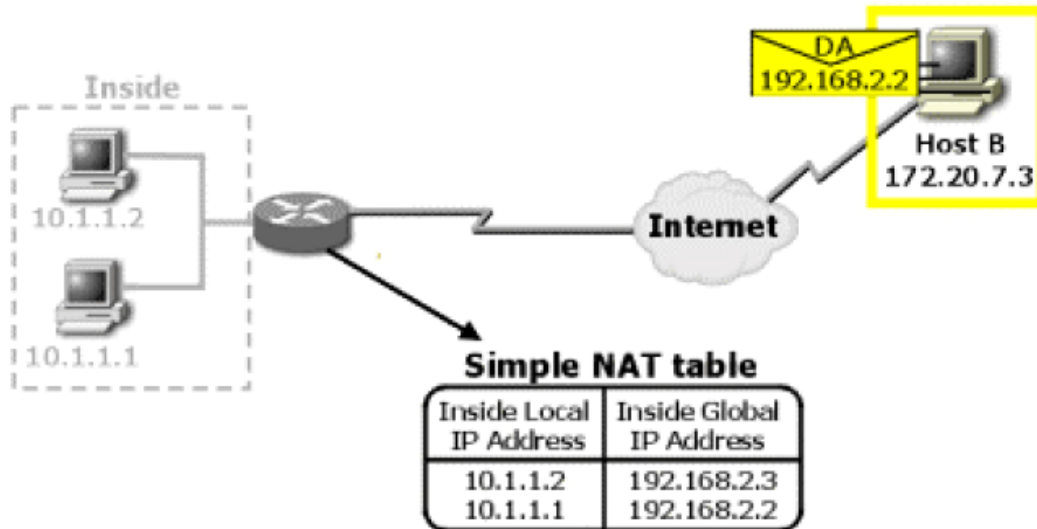 DA
192.168.2.2
Inside
Host B
172.20.7.3
10.1.1.2
Internet
10.1.1.1
Simple NAT table
Inside Local IP Address
Inside Global IP Address
10.1.1.2 192.168.2.3
10.1.1.1 192.168.2.2